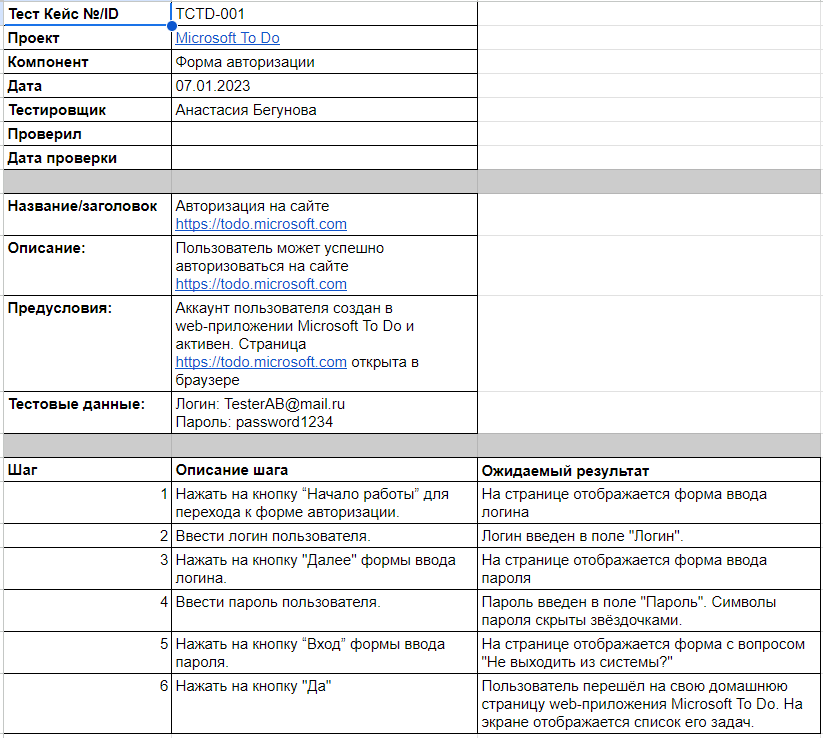 Тест Кейс №/ID TCTD-001
Проект Microsoft To Do
Компонент Форма авторизации
Дата 07.01.2023
Тестировщик Анастасия Бегунова
Проверил
Дата проверки
Название/заголовок Авторизация на сайте
https://todo.microsoft.com
Описание: Пользователь может успешно
авторизоваться на сайте
https://todo.microsoft.com
Предусловия: Аккаунт пользователя создан в
web-приложении Microsoft To Do и
активен. Страница
https://todo.microsoft.com открыта в
браузере
Тестовые данные: Логин: TesterAB@mail.ru
Пароль: password1234
Шаг Описание шага Ожидаемый результат
1 Нажать на кнопку “Начало работы” для На странице отображается форма ввода
перехода к форме авторизации. логина
2 Ввести логин пользователя. Логин введен в поле "Логин".
3 Нажать на кнопку "Далее" формы ввода На странице отображается форма ввода
логина. пароля
4 Ввести пароль пользователя. Пароль введен в поле "Пароль". Символы
пароля скрыты звёздочками.
5 Нажать на кнопку “Вход” формы ввода На странице отображается форма с вопросом
пароля. "Не выходить из системы?"
6 Нажать на кнопку "Да" Пользователь перешёл на свою домашнюю
страницу web-приложения Microsoft To Do. На
экране отображается список его задач.